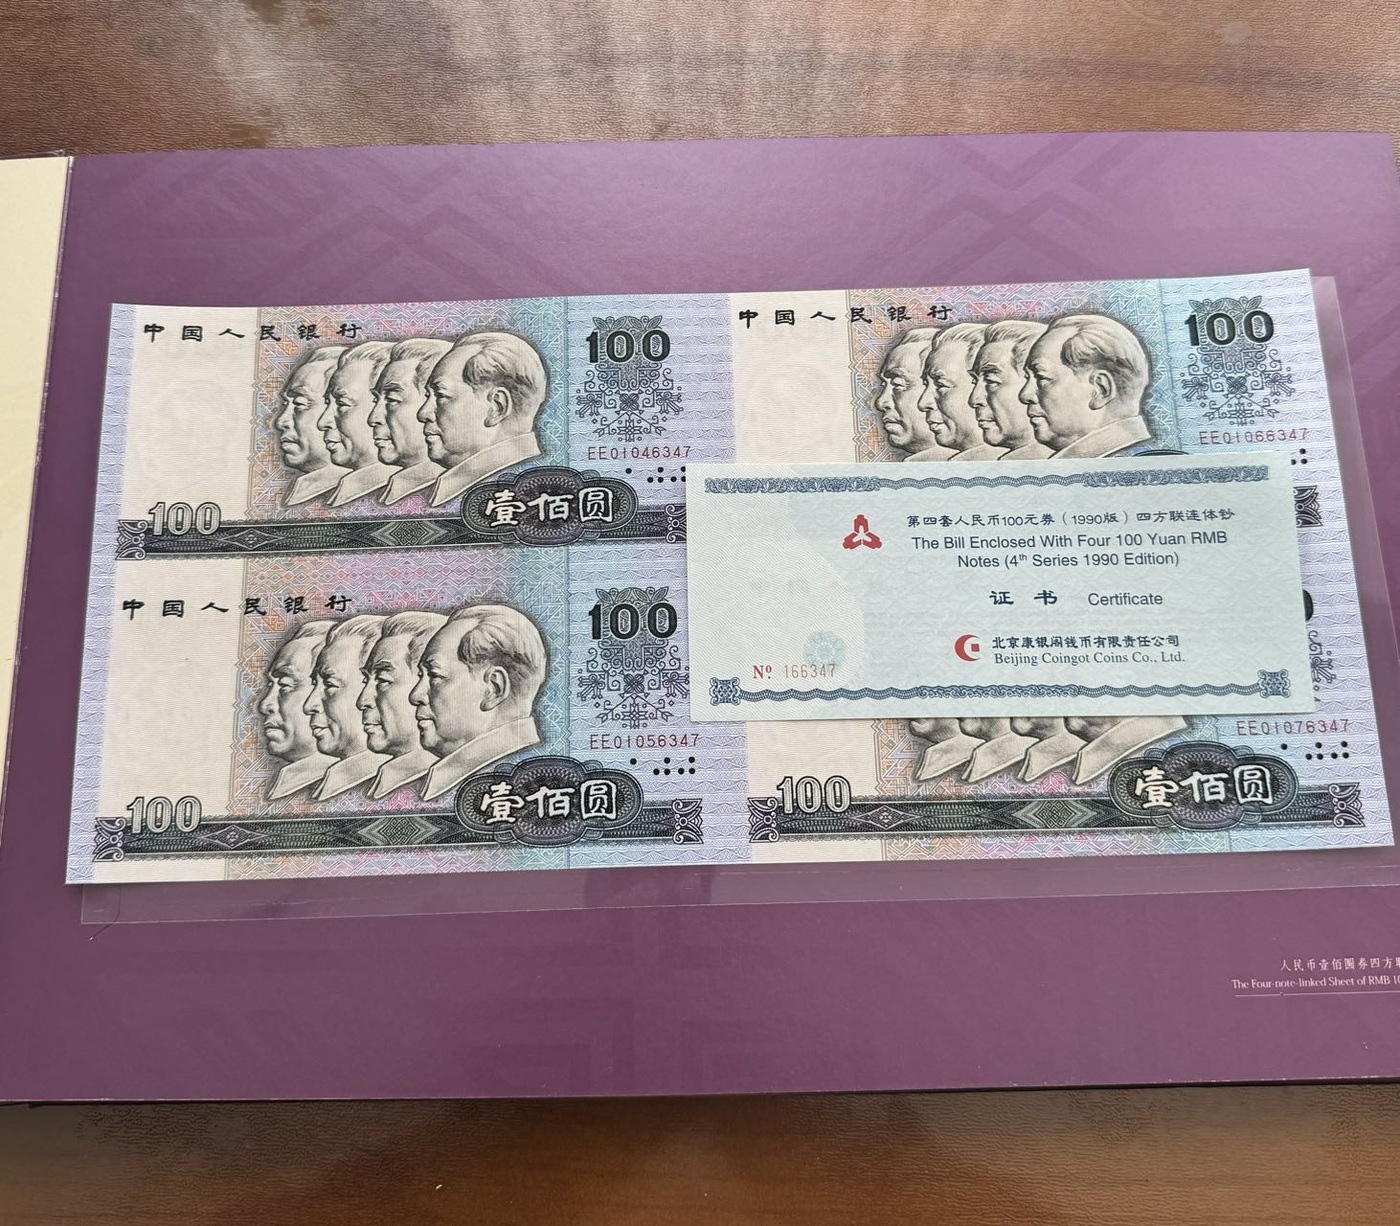 中国人民银行
100
EE01046347
100
壹佰圆
中国人民银行
100
EE01066347
中国人民银行
100
EE01056347
100
壹佰圆
第四套人民币100元券（1990版）四方联连体钞
The Bill Enclosed With Four 100 Yuan RMB
Notes (4th Series 1990 Edition)
证书 Certificate
北京康银阁钱币有限责任公司
Beijing Coingot Coins Co., Ltd.
Nº 166347
EE01076347
100
壹佰圆
人民币壹佰圆券四方
The Four-note-linked Sheet of RMB